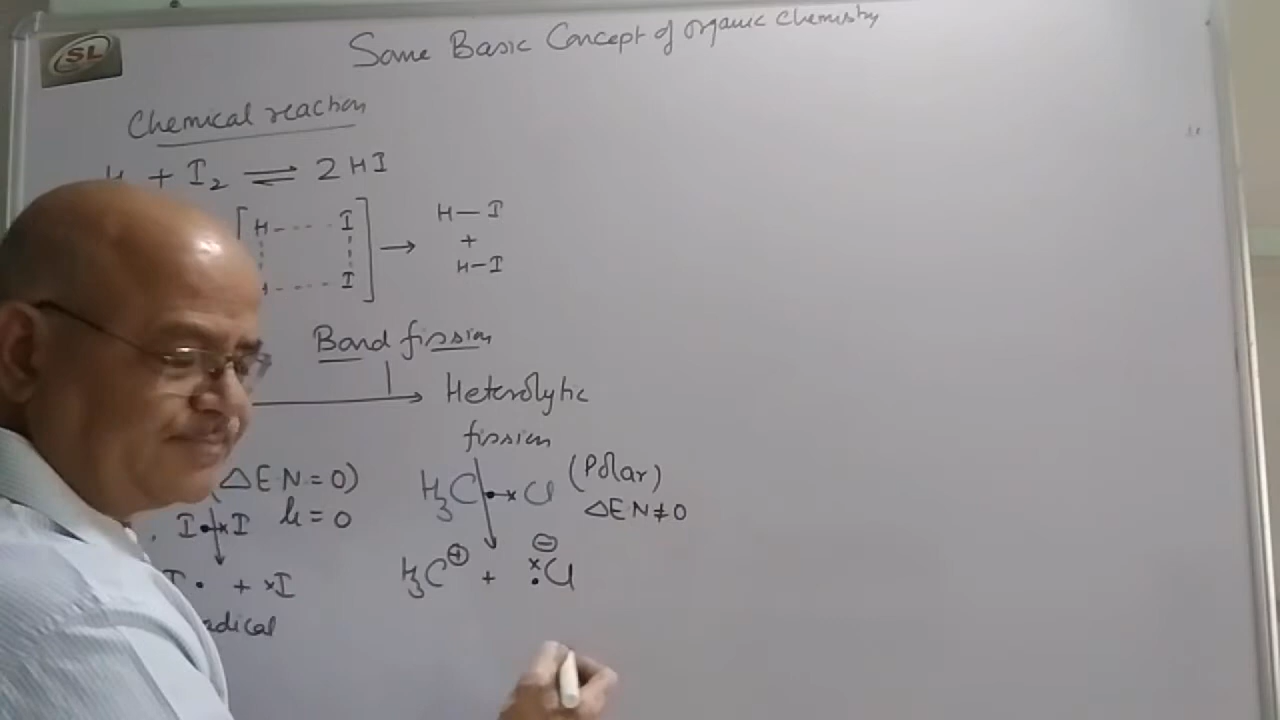 SL
Some Basic Concept of organic Chemistry
Chemical reaction
+ I₂ ⇌ 2 H I
[ H ---- I
I ] → H — I
+
H-I
Bond fission
Heterolytic
fission
(ΔEN = 0)
μ = 0
I •× I
I • + ×I
H₃C •× Cl (Polar)
ΔEN ≠ 0
H₃C⊕ + ו Cl ⊖